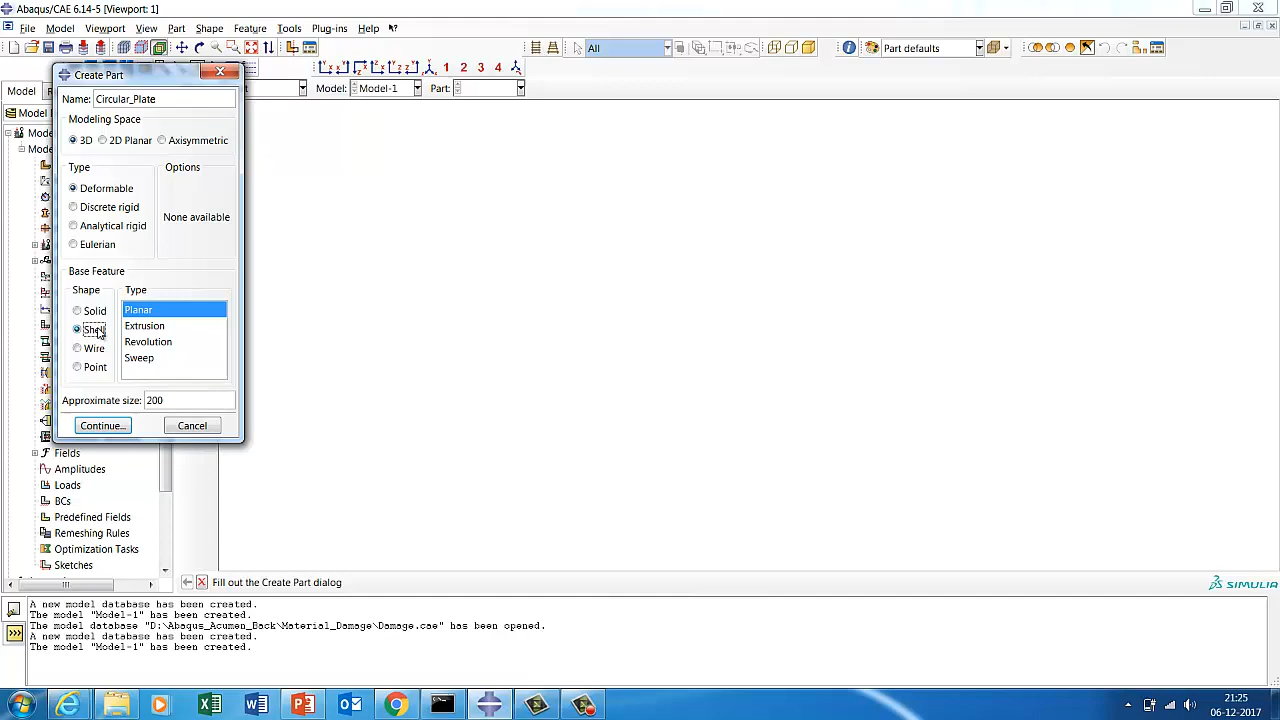 Abaqus/CAE 6.14-5 [Viewport: 1]
File Model Viewport View Part Shape Feature Tools Plug-ins Help
All
Part defaults
1 2 3 4
Create Part
Model
Model: Model-1 Part:
Name: Circular_Plate
Modeling Space
3D 2D Planar Axisymmetric
Type
Options
Deformable
Discrete rigid
Analytical rigid
Eulerian
None available
Base Feature
Shape
Type
Solid
Shell
Wire
Point
Planar
Extrusion
Revolution
Sweep
Approximate size: 200
Continue... Cancel
Fields
Amplitudes
Loads
BCs
Predefined Fields
Remeshing Rules
Optimization Tasks
Sketches
Fill out the Create Part dialog
SIMULIA
A new model database has been created.
The model "Model-1" has been created.
The model database "D:\Abaqus_Acumen_Back\Material_Damage\Damage.cae" has been opened.
A new model database has been created.
The model "Model-1" has been created.
21:25
06-12-2017